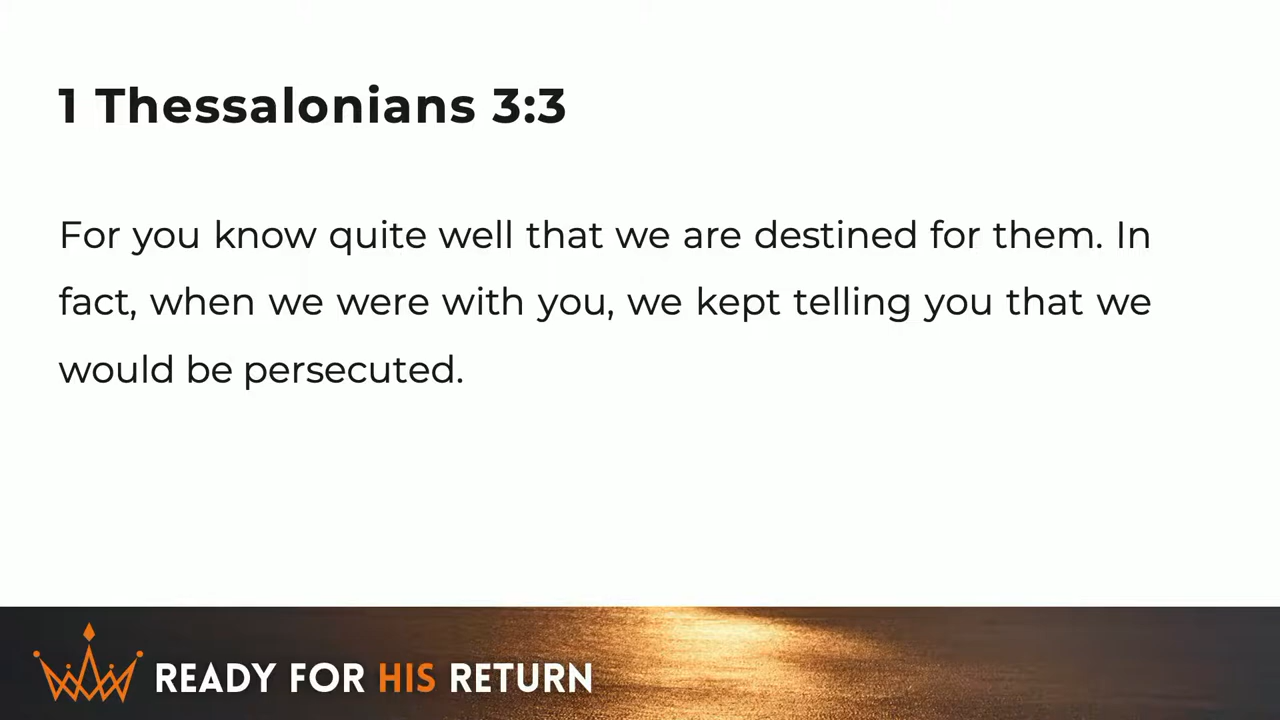 1 Thessalonians 3:3
For you know quite well that we are destined for them. In
fact, when we were with you, we kept telling you that we
would be persecuted.
READY FOR HIS RETURN